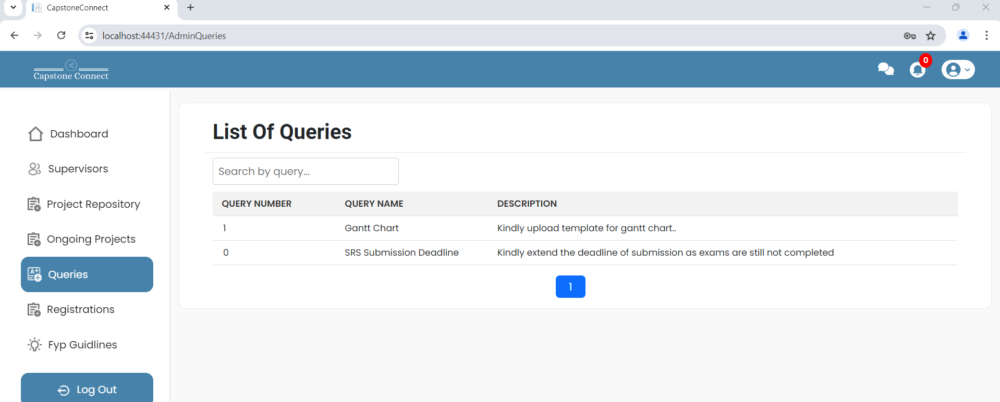 CapstoneConnect
localhost:44431/AdminQueries
Capstone Connect
0
Dashboard
Supervisors
Project Repository
Ongoing Projects
A+
Queries
Registrations
Fyp Guidlines
Log Out
List Of Queries
Search by query...
QUERY NUMBER QUERY NAME DESCRIPTION
1 Gantt Chart Kindly upload template for gantt chart..
0 SRS Submission Deadline Kindly extend the deadline of submission as exams are still not completed
1